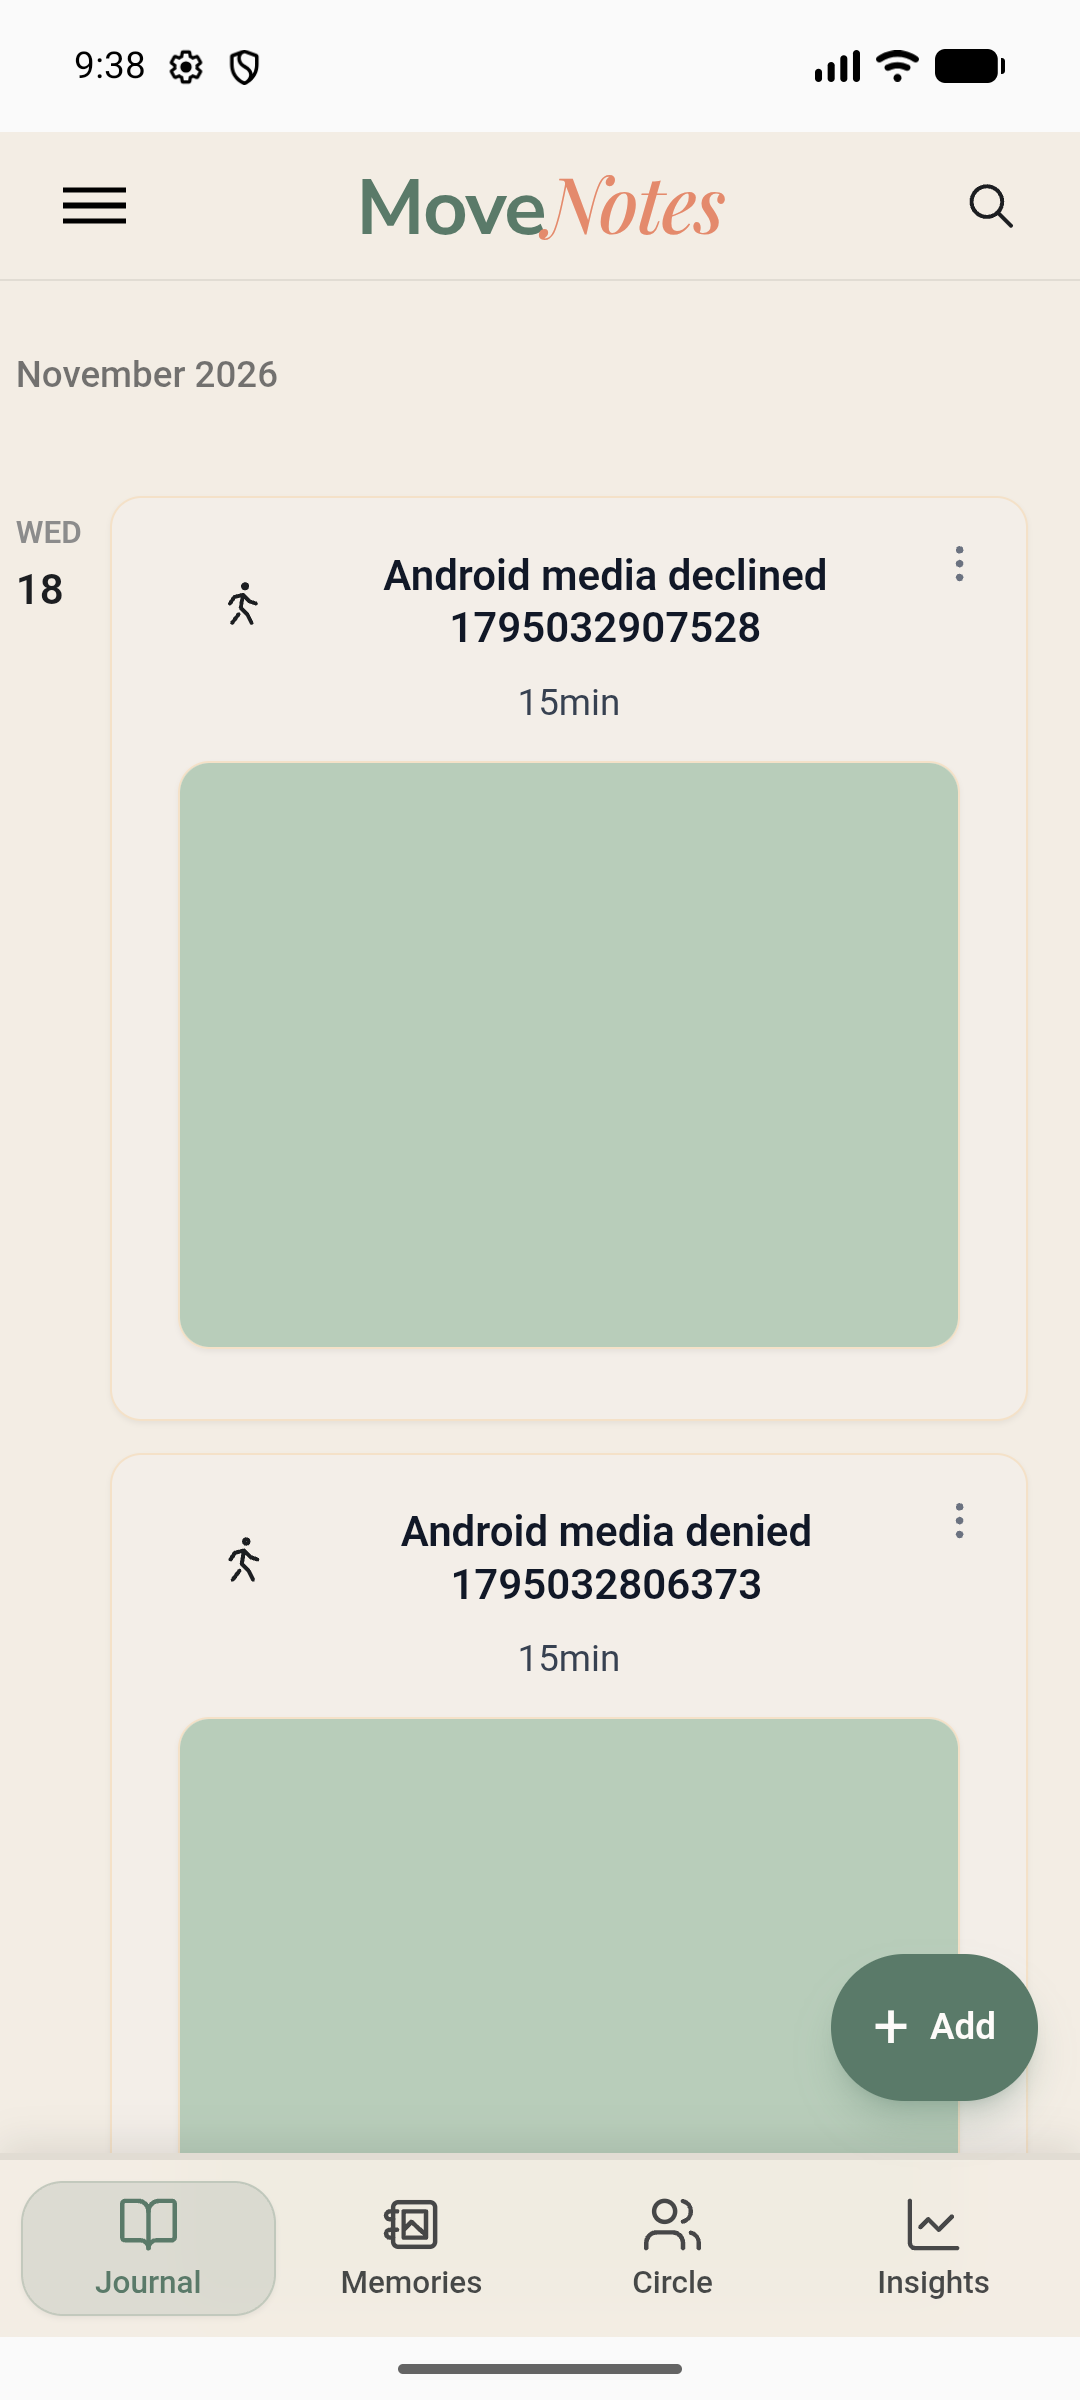 9:38
MoveNotes
November 2026
WED
18
Android media declined
1795032907528
15min
Android media denied
1795032806373
15min
+ Add
Journal
Memories
Circle
Insights